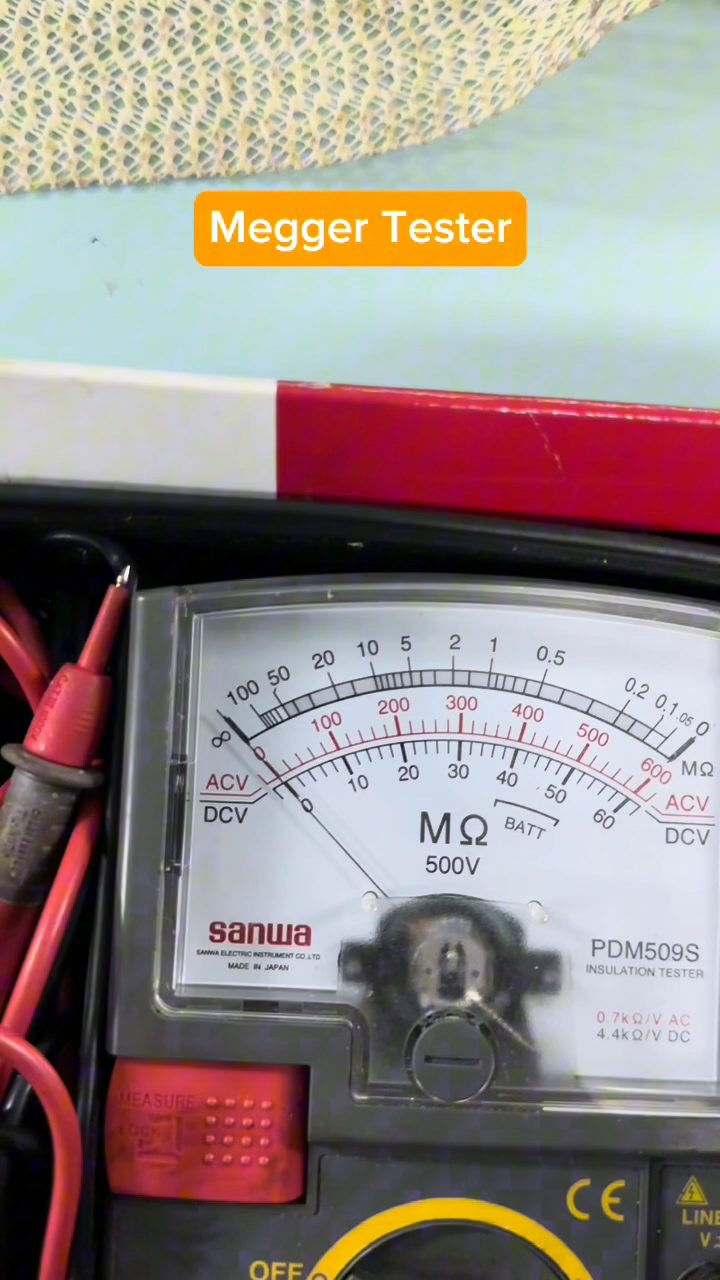 Megger Tester
∞ 100 50 20 10 5 2 1 0.5 0.2 0.1 .05 0
MΩ
0 100 200 300 400 500 600
ACV
ACV
DCV
0 10 20 30 40 50 60
DCV
MΩ
BATT
500V
sanwa
SANWA ELECTRIC INSTRUMENT CO.,LTD
MADE IN JAPAN
PDM509S
INSULATION TESTER
0.7kΩ/V AC
4.4kΩ/V DC
MEASURE
LOCK
CE
LINE
V
OFF